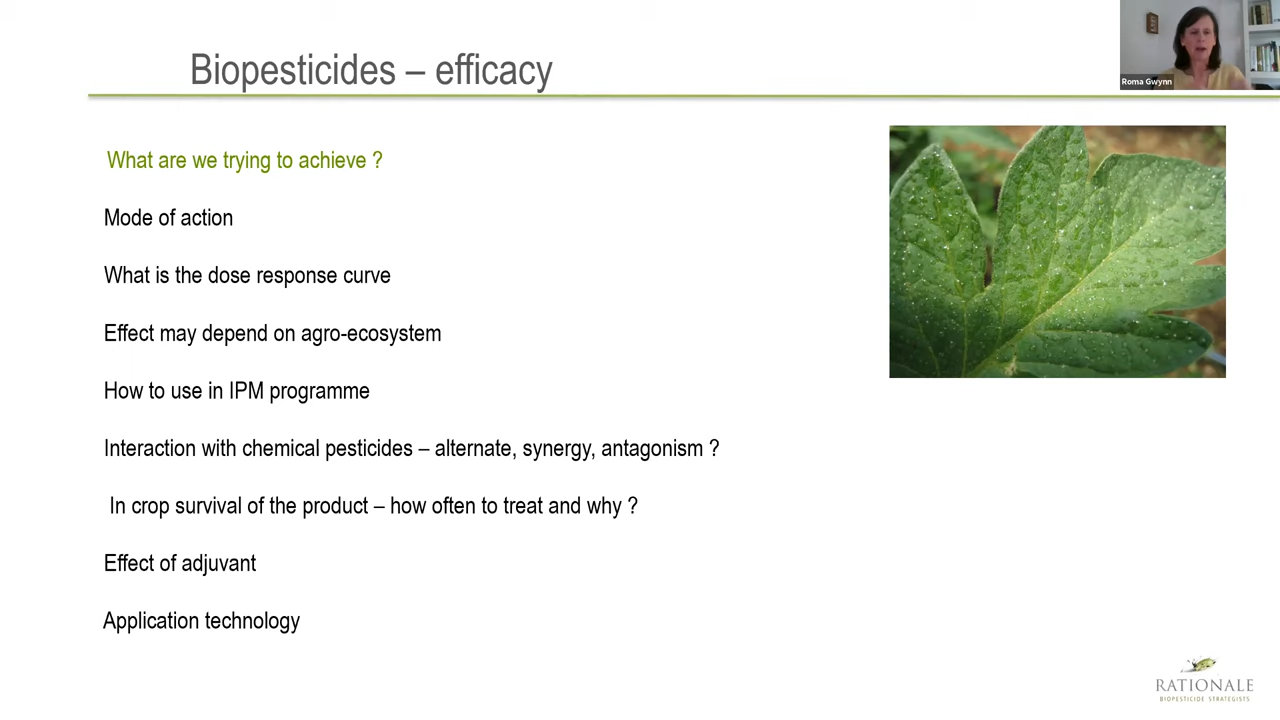 Biopesticides – efficacy
Roma Gwynn
What are we trying to achieve ?
Mode of action
What is the dose response curve
Effect may depend on agro-ecosystem
How to use in IPM programme
Interaction with chemical pesticides – alternate, synergy, antagonism ?
In crop survival of the product – how often to treat and why ?
Effect of adjuvant
Application technology
RATIONALE
BIOPESTICIDE STRATEGISTS